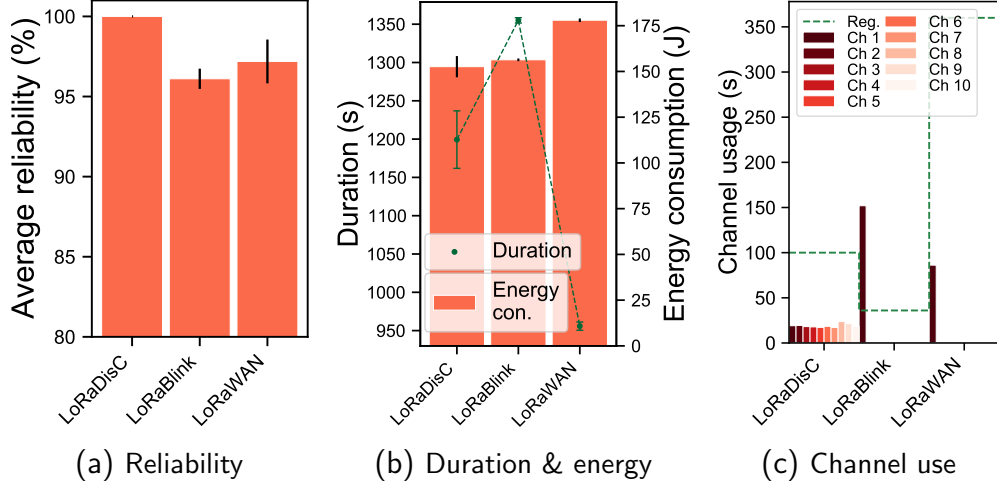 Average reliability (%)
100
95
90
85
80
LoRaDisC
LoRaBlink
LoRaWAN
(a) Reliability
Duration (s)
1350
1300
1250
1200
1150
1100
1050
1000
950
Duration
Energy
con.
Energy consumption (J)
175
150
125
100
75
50
25
0
LoRaDisC
LoRaBlink
LoRaWAN
(b) Duration & energy
Channel usage (s)
350
300
250
200
150
100
50
0
Reg.
Ch 1
Ch 2
Ch 3
Ch 4
Ch 5
Ch 6
Ch 7
Ch 8
Ch 9
Ch 10
LoRaDisC
LoRaBlink
LoRaWAN
(c) Channel use